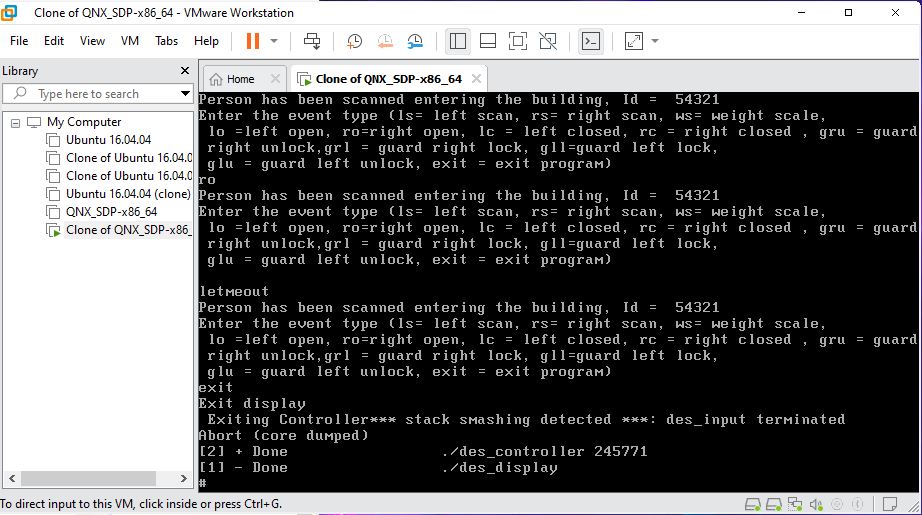 Clone of QNX_SDP-x86_64 - VMware Workstation
File Edit View VM Tabs Help
Library
Type here to search
My Computer
Ubuntu 16.04.04
Clone of Ubuntu 16.04.0
Clone of Ubuntu 16.04.0
Ubuntu 16.04.04 (clone)
QNX_SDP-x86_64
Clone of QNX_SDP-x86_
Home
Clone of QNX_SDP-x86_64
Person has been scanned entering the building, Id =  54321
Enter the event type (ls= left scan, rs= right scan, ws= weight scale,
 lo =left open, ro=right open, lc = left closed, rc = right closed , gru = guard
 right unlock,grl = guard right lock, gll=guard left lock,
 glu = guard left unlock, exit = exit program)
ro
Person has been scanned entering the building, Id =  54321
Enter the event type (ls= left scan, rs= right scan, ws= weight scale,
 lo =left open, ro=right open, lc = left closed, rc = right closed , gru = guard
 right unlock,grl = guard right lock, gll=guard left lock,
 glu = guard left unlock, exit = exit program)
letmeout
Person has been scanned entering the building, Id =  54321
Enter the event type (ls= left scan, rs= right scan, ws= weight scale,
 lo =left open, ro=right open, lc = left closed, rc = right closed , gru = guard
 right unlock,grl = guard right lock, gll=guard left lock,
 glu = guard left unlock, exit = exit program)
exit
Exit display
 Exiting Controller*** stack smashing detected ***: des_input terminated
Abort (core dumped)
[2] + Done                 ./des_controller 245771
[1] - Done                 ./des_display
#
To direct input to this VM, click inside or press Ctrl+G.